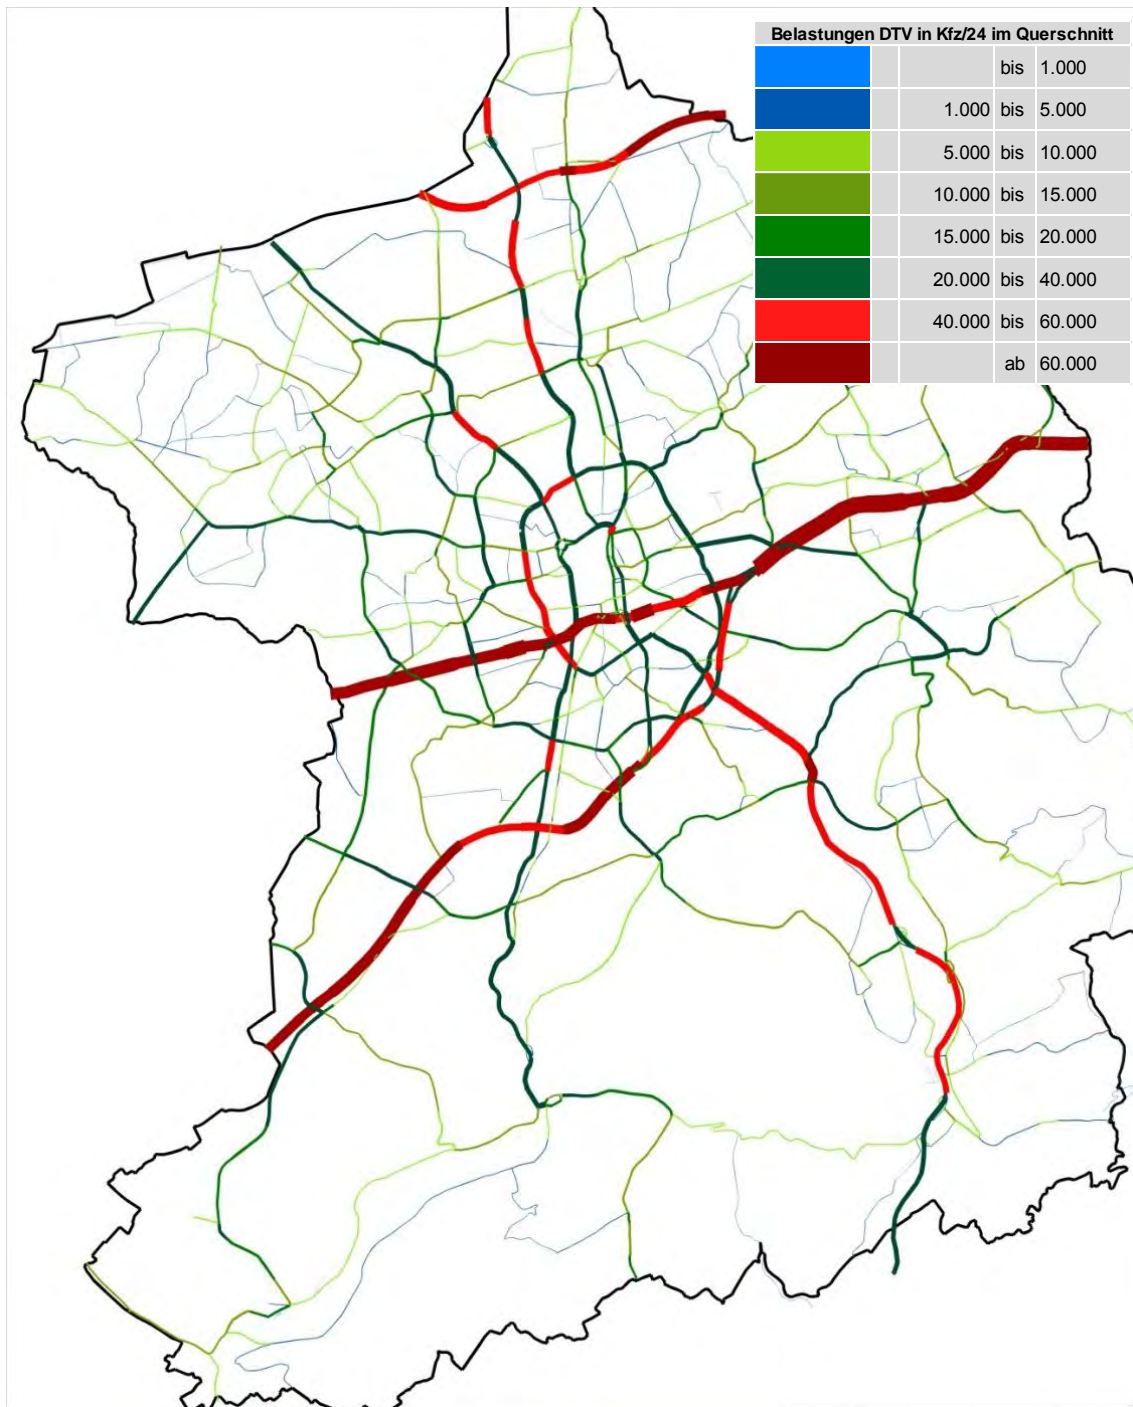 Belastungen DTV in Kfz/24 im Querschnitt
bis 1.000
1.000 bis 5.000
5.000 bis 10.000
10.000 bis 15.000
15.000 bis 20.000
20.000 bis 40.000
40.000 bis 60.000
ab 60.000